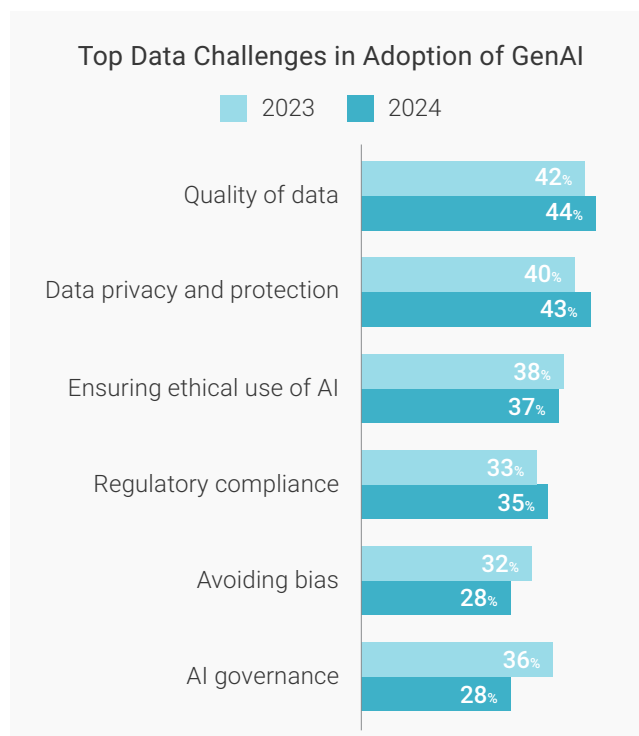 Top Data Challenges in Adoption of GenAI
2023 2024
Quality of data
42%
44%
Data privacy and protection
40%
43%
Ensuring ethical use of AI
38%
37%
Regulatory compliance
33%
35%
Avoiding bias
32%
28%
AI governance
36%
28%